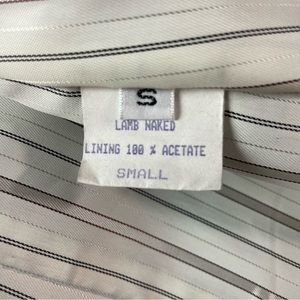 S
LAMB NAKED
LINING 100 % ACETATE
SMALL